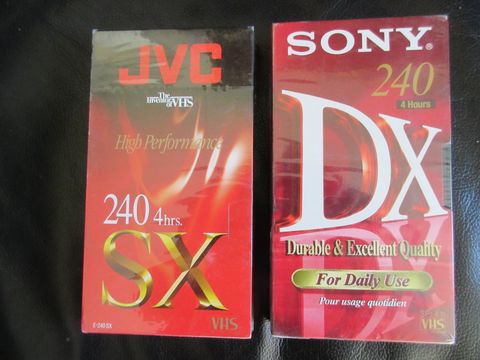 JVC
The
Inventor
of VHS
High Performance
240 4hrs.
SX
E-240SX
VHS
SONY®
240
4 Hours
DX
Durable & Excellent Quality
For Daily Use
Pour usage quotidien
VHS